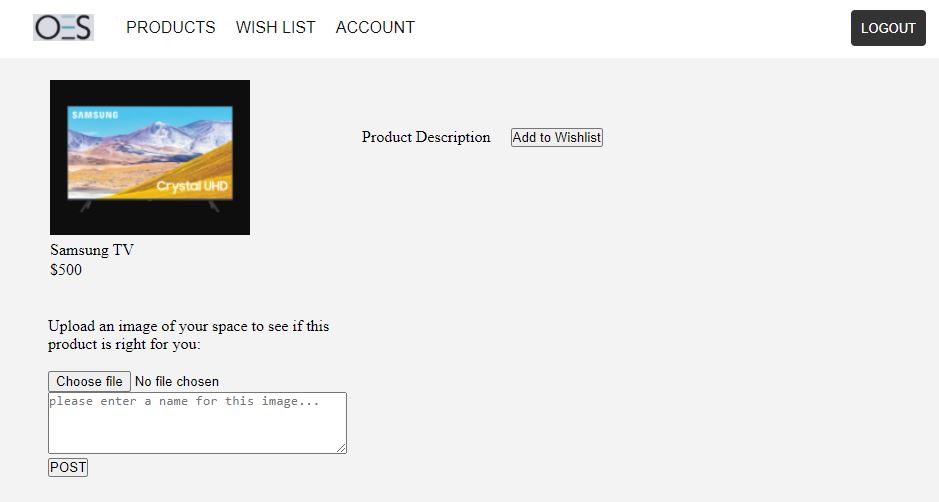 OES
PRODUCTS WISH LIST ACCOUNT
LOGOUT
SAMSUNG
Crystal UHD
Product Description
Add to Wishlist
Samsung TV
$500
Upload an image of your space to see if this
product is right for you:
Choose file No file chosen
please enter a name for this image...
POST